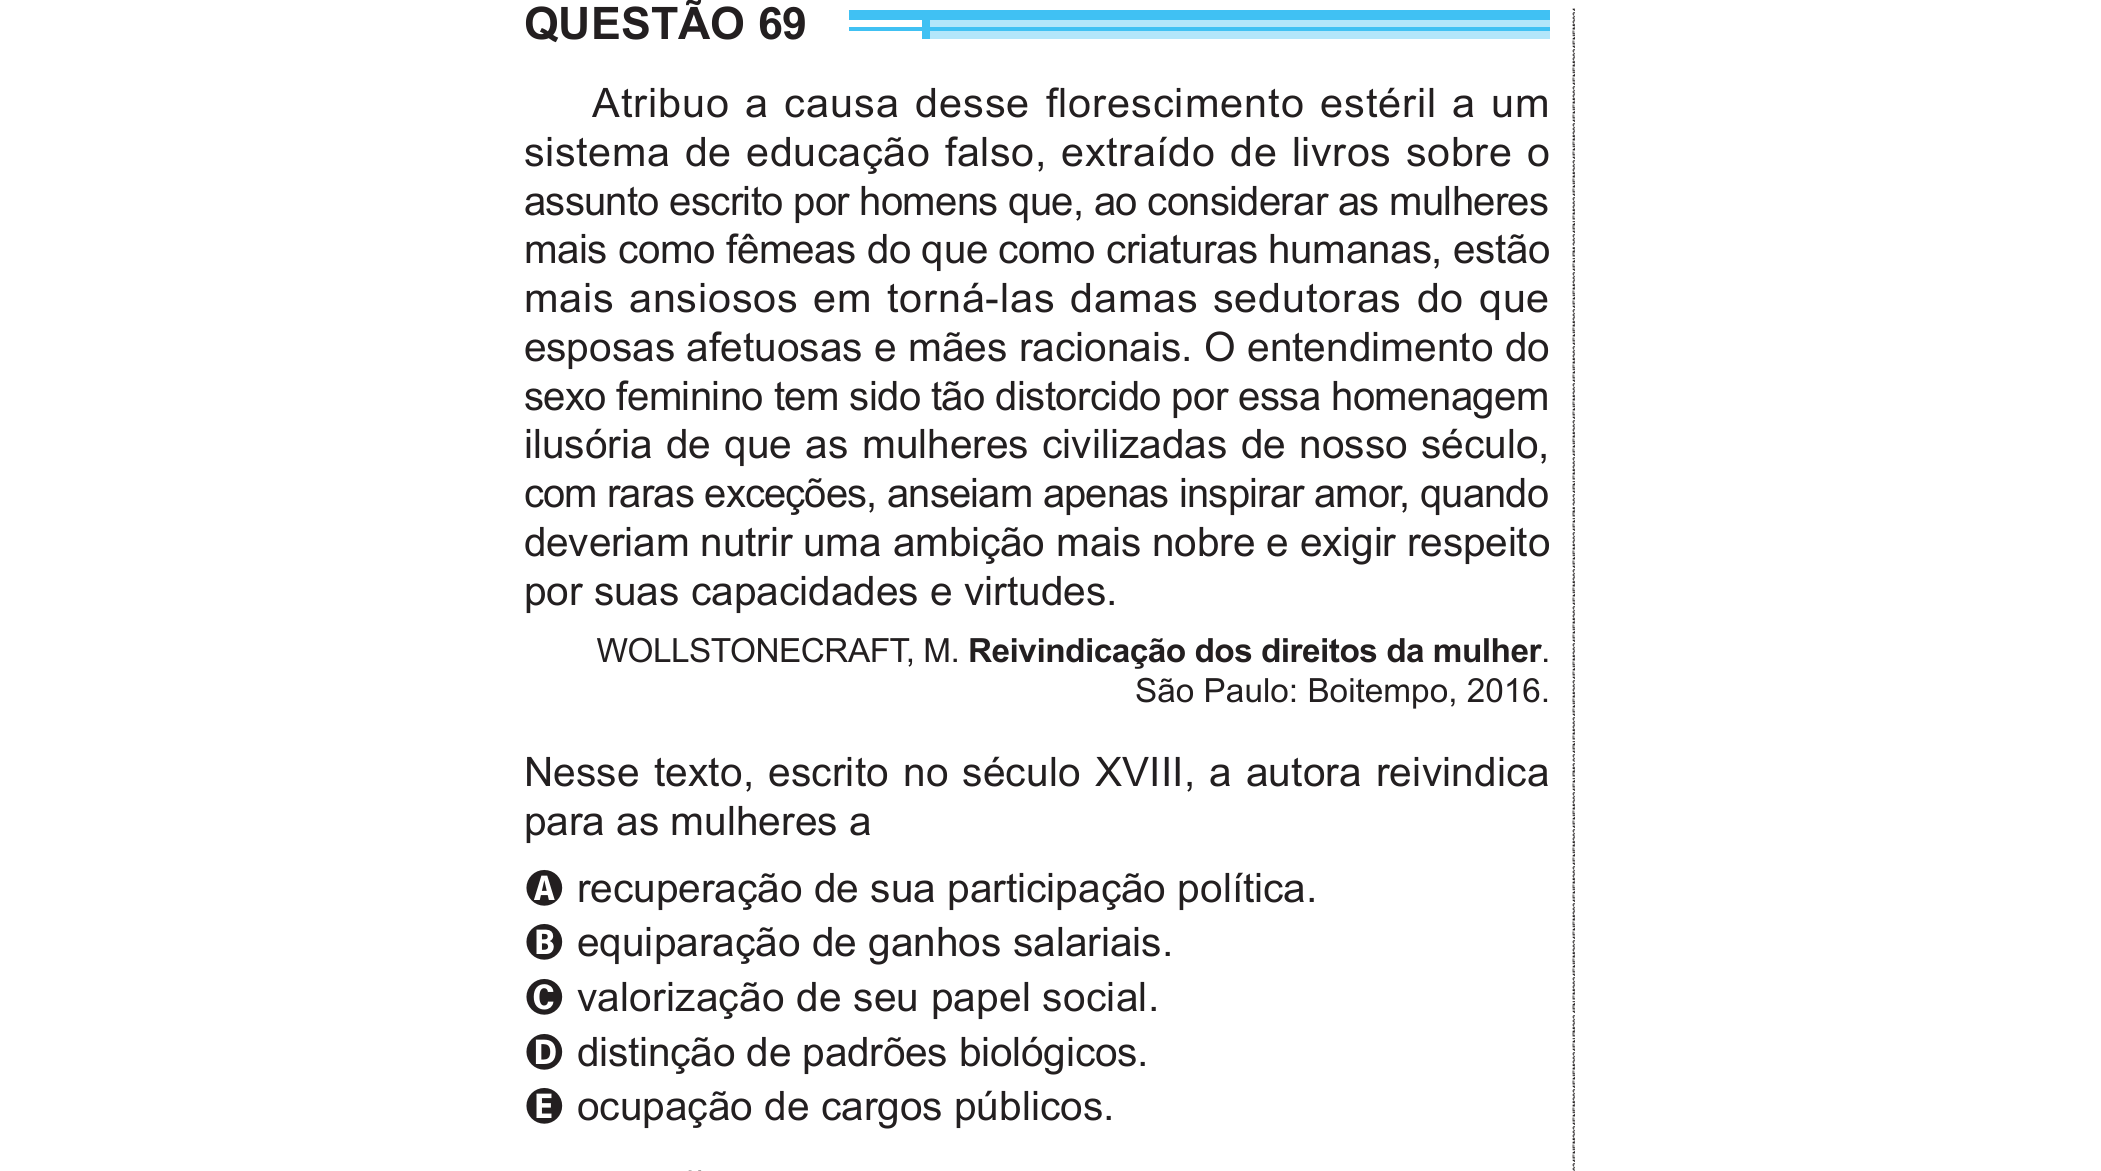 QUESTÃO 69
Atribuo a causa desse florescimento estéril a um
sistema de educação falso, extraído de livros sobre o
assunto escrito por homens que, ao considerar as mulheres
mais como fêmeas do que como criaturas humanas, estão
mais ansiosos em torná-las damas sedutoras do que
esposas afetuosas e mães racionais. O entendimento do
sexo feminino tem sido tão distorcido por essa homenagem
ilusória de que as mulheres civilizadas de nosso século,
com raras exceções, anseiam apenas inspirar amor, quando
deveriam nutrir uma ambição mais nobre e exigir respeito
por suas capacidades e virtudes.
WOLLSTONECRAFT, M. Reivindicação dos direitos da mulher.
São Paulo: Boitempo, 2016.
Nesse texto, escrito no século XVIII, a autora reivindica
para as mulheres a
A recuperação de sua participação política.
B equiparação de ganhos salariais.
C valorização de seu papel social.
D distinção de padrões biológicos.
E ocupação de cargos públicos.